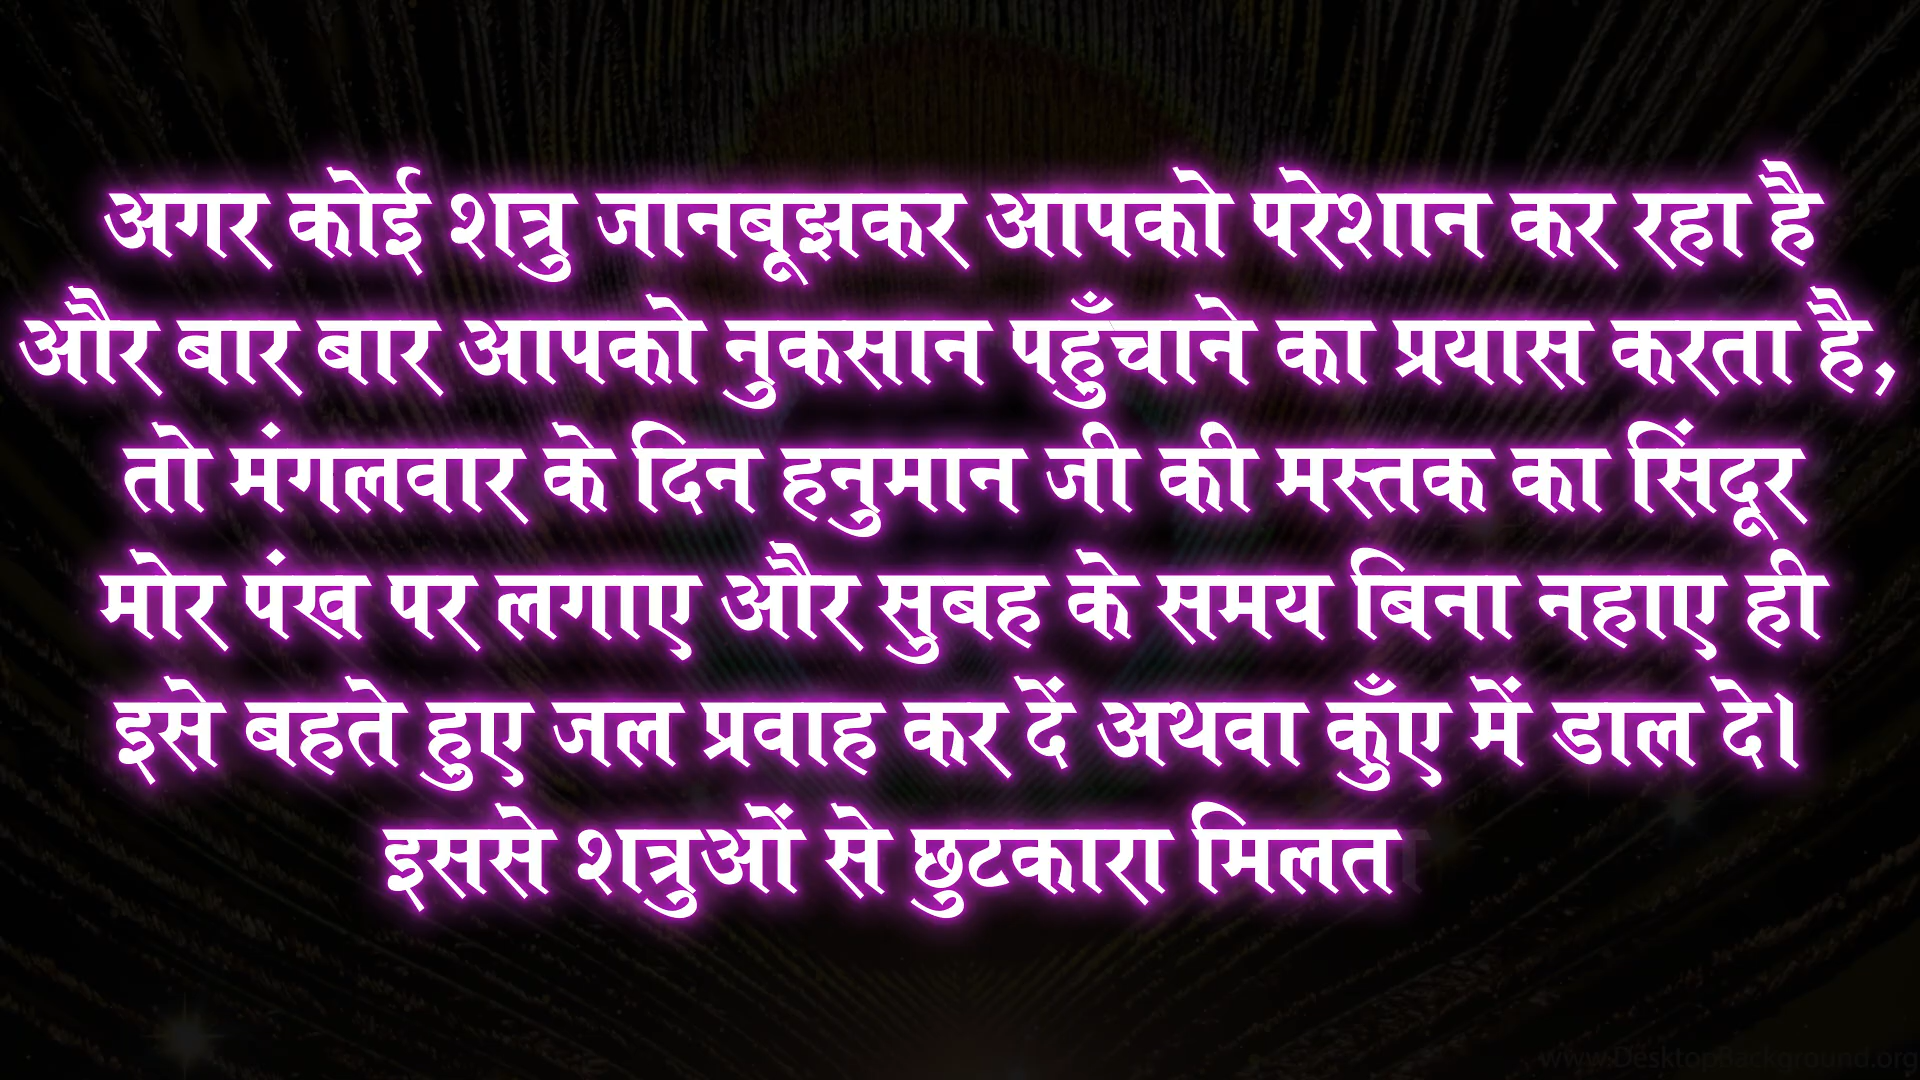 अगर कोई शत्रु जानबूझकर आपको परेशान कर रहा है
और बार बार आपको नुकसान पहुँचाने का प्रयास करता है,
तो मंगलवार के दिन हनुमान जी की मस्तक का सिंदूर
मोर पंख पर लगाए और सुबह के समय बिना नहाए ही
इसे बहते हुए जल प्रवाह कर दें अथवा कुँए में डाल दे।
इससे शत्रुओं से छुटकारा मिलता
www.DesktopBackground.org